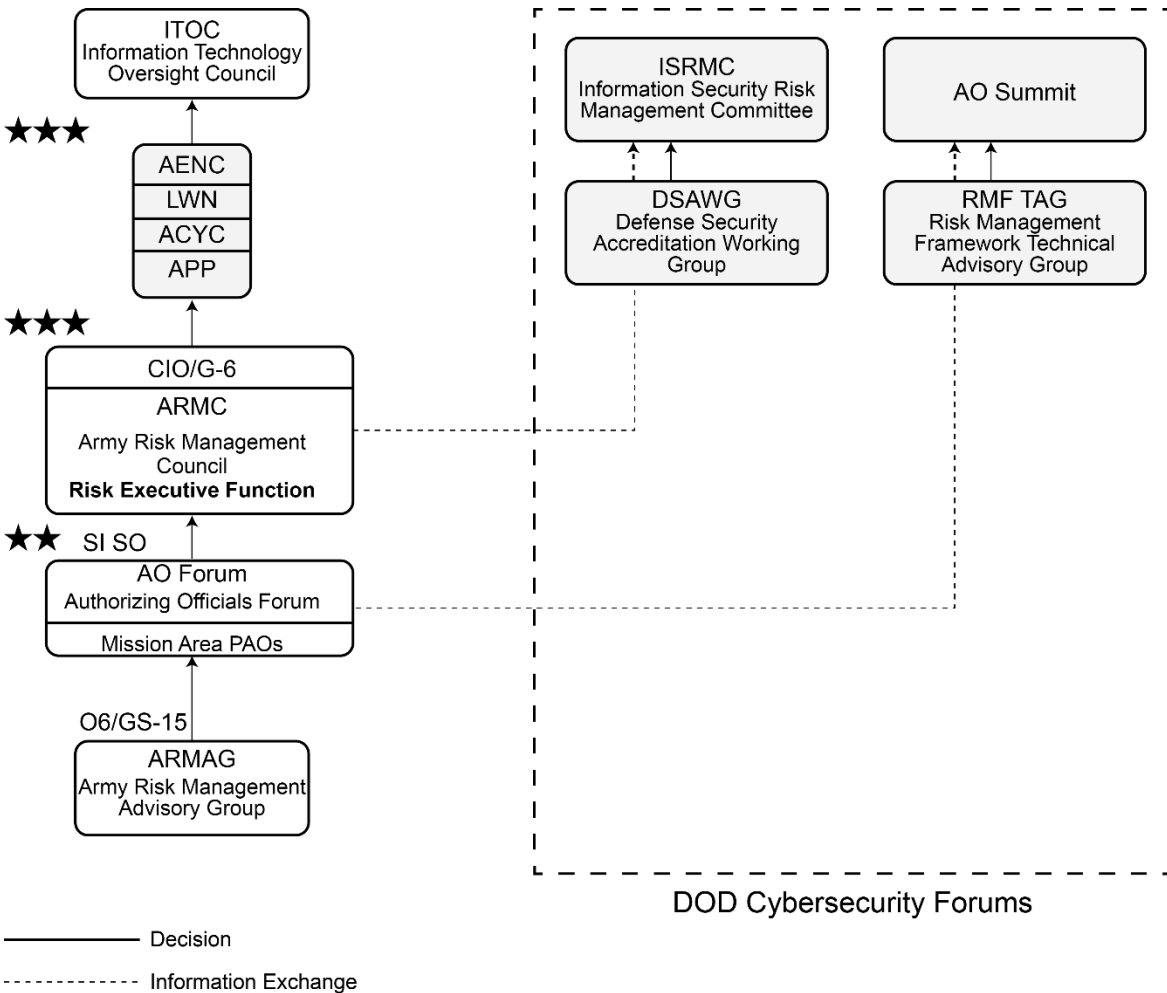 ITOC
Information Technology
Oversight Council
AENC
LWN
ACYC
APP
CIO/G-6
ARMC
Army Risk Management
Council
Risk Executive Function
SI SO
AO Forum
Authorizing Officials Forum
Mission Area PAOs
O6/GS-15
ARMAG
Army Risk Management
Advisory Group
ISRMC
Information Security Risk
Management Committee
AO Summit
DSAWG
Defense Security
Accreditation Working
Group
RMF TAG
Risk Management
Framework Technical
Advisory Group
DOD Cybersecurity Forums
Decision
Information Exchange